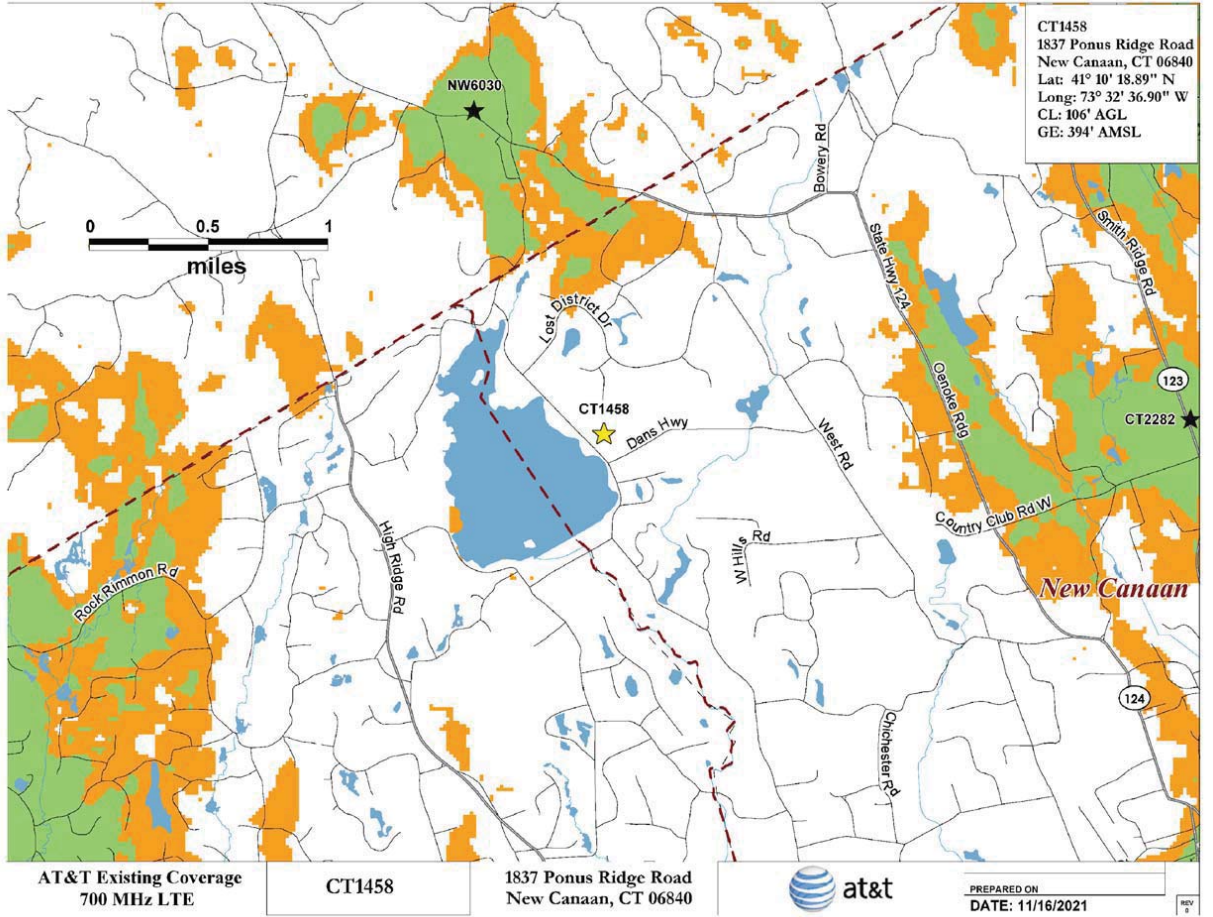 CT1458
1837 Ponus Ridge Road
New Canaan, CT 06840
Lat: 41° 10' 18.89" N
Long: 73° 32' 36.90" W
CL: 106' AGL
GE: 394' AMSL
NW6030
Bowery Rd
0 0.5 1
miles
State Hwy 124
Smith Ridge Rd
Lost District Dr
123
CT2282
CT1458
Dans Hwy
West Rd
Oenoke Rdg
Country Club Rd W
High Ridge Rd
W Hills Rd
Rock Rimmon Rd
New Canaan
124
Chichester Rd
AT&T Existing Coverage
700 MHz LTE
CT1458
1837 Ponus Ridge Road
New Canaan, CT 06840
at&t
PREPARED ON
DATE: 11/16/2021
REV